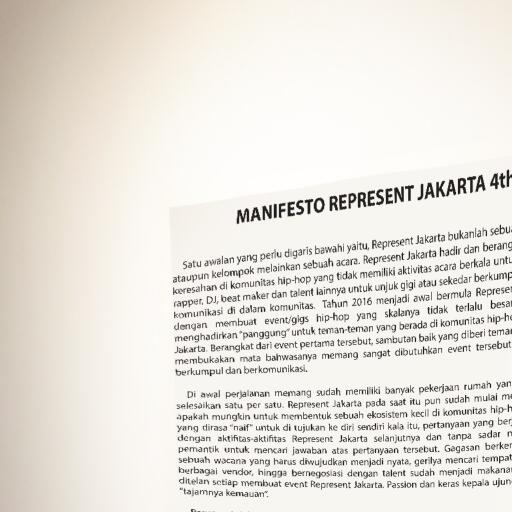 MANIFESTO REPRESENT JAKARTA 4th
Satu awalan yang perlu digaris bawahi yaitu, Represent Jakarta bukanlah sebu
ataupun kelompok melainkan sebuah acara. Represent Jakarta hadir dan berang
keresahan di komunitas hip-hop yang tidak memiliki aktivitas acara berkala untu
rapper, DJ, beat maker dan talent lainnya untuk unjuk gigi atau sekedar berkump
komunikasi di dalam komunitas. Tahun 2016 menjadi awal bermula Represe
dengan membuat event/gigs hip-hop yang skalanya tidak terlalu besa
menghadirkan "panggung" untuk teman-teman yang berada di komunitas hip-ho
Jakarta. Berangkat dari event pertama tersebut, sambutan baik yang diberi tema
membukakan mata bahwasanya memang sangat dibutuhkan event tersebut
berkumpul dan berkomunikasi.
Di awal perjalanan memang sudah memiliki banyak pekerjaan rumah yan
selesaikan satu per satu. Represent Jakarta pada saat itu pun sudah mulai me
apakah mungkin untuk membentuk sebuah ekosistem kecil di komunitas hip-h
yang dirasa "naif" untuk di tujukan ke diri sendiri kala itu, pertanyaan yang ber
dengan aktifitas-aktifitas Represent Jakarta selanjutnya dan tanpa sadar m
pemantik untuk mencari jawaban atas pertanyaan tersebut. Gagasan berker
sebuah wacana yang harus diwujudkan menjadi nyata, gerilya mencari tempat
berbagai vendor, hingga bernegosiasi dengan talent sudah menjadi makana
ditelan setiap membuat event Represent Jakarta. Passion dan keras kepala ujun
"tajamnya kemauan".